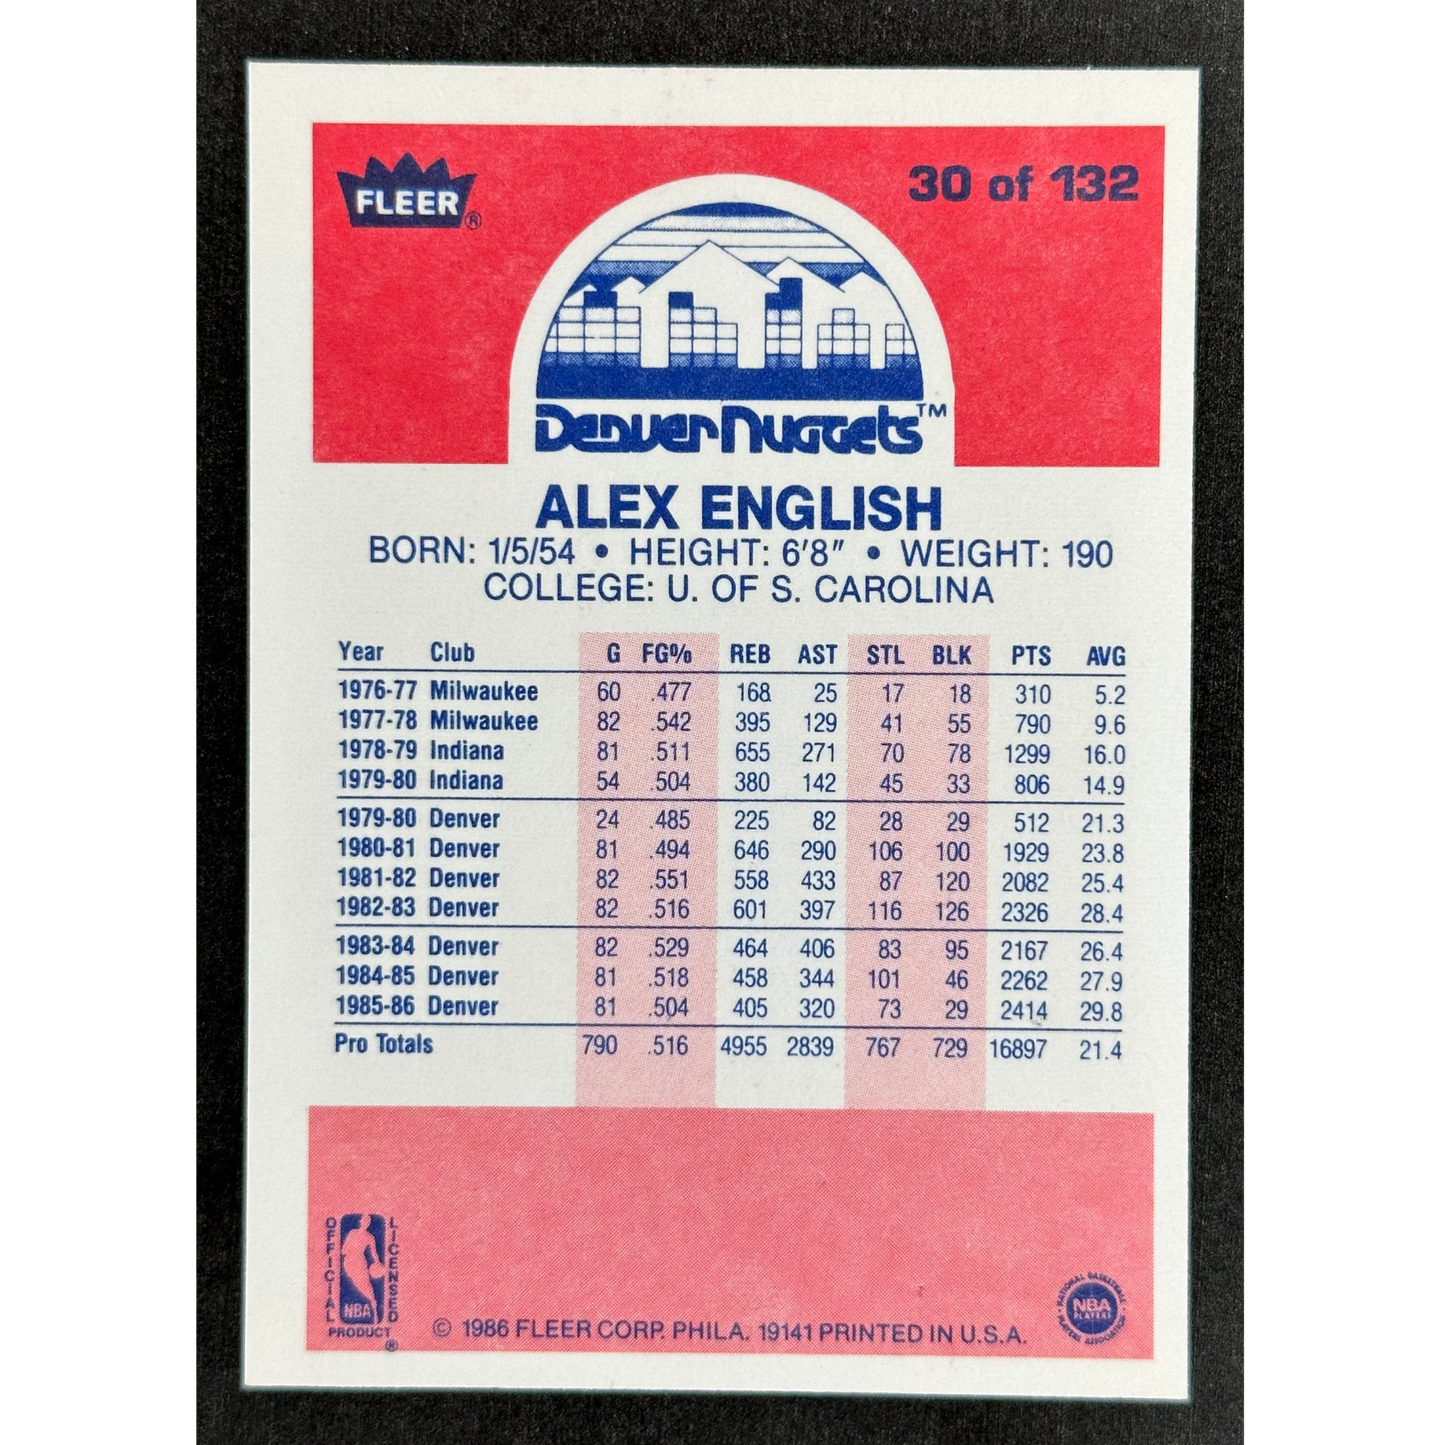 FLEER®
30 of 132
Denver Nuggets™
ALEX ENGLISH
BORN: 1/5/54 • HEIGHT: 6'8" • WEIGHT: 190
COLLEGE: U. OF S. CAROLINA
Year Club G FG% REB AST STL BLK PTS AVG
1976-77 Milwaukee 60 .477 168 25 17 18 310 5.2
1977-78 Milwaukee 82 .542 395 129 41 55 790 9.6
1978-79 Indiana 81 .511 655 271 70 78 1299 16.0
1979-80 Indiana 54 .504 380 142 45 33 806 14.9
1979-80 Denver 24 .485 225 82 28 29 512 21.3
1980-81 Denver 81 .494 646 290 106 100 1929 23.8
1981-82 Denver 82 .551 558 433 87 120 2082 25.4
1982-83 Denver 82 .516 601 397 116 126 2326 28.4
1983-84 Denver 82 .529 464 406 83 95 2167 26.4
1984-85 Denver 81 .518 458 344 101 46 2262 27.9
1985-86 Denver 81 .504 405 320 73 29 2414 29.8
Pro Totals 790 .516 4955 2839 767 729 16897 21.4
OFFICIAL LICENSED
NBA
PRODUCT®
© 1986 FLEER CORP. PHILA. 19141 PRINTED IN U.S.A.
NATIONAL BASKETBALL
NBA
PLAYERS
PLAYERS ASSOCIATION